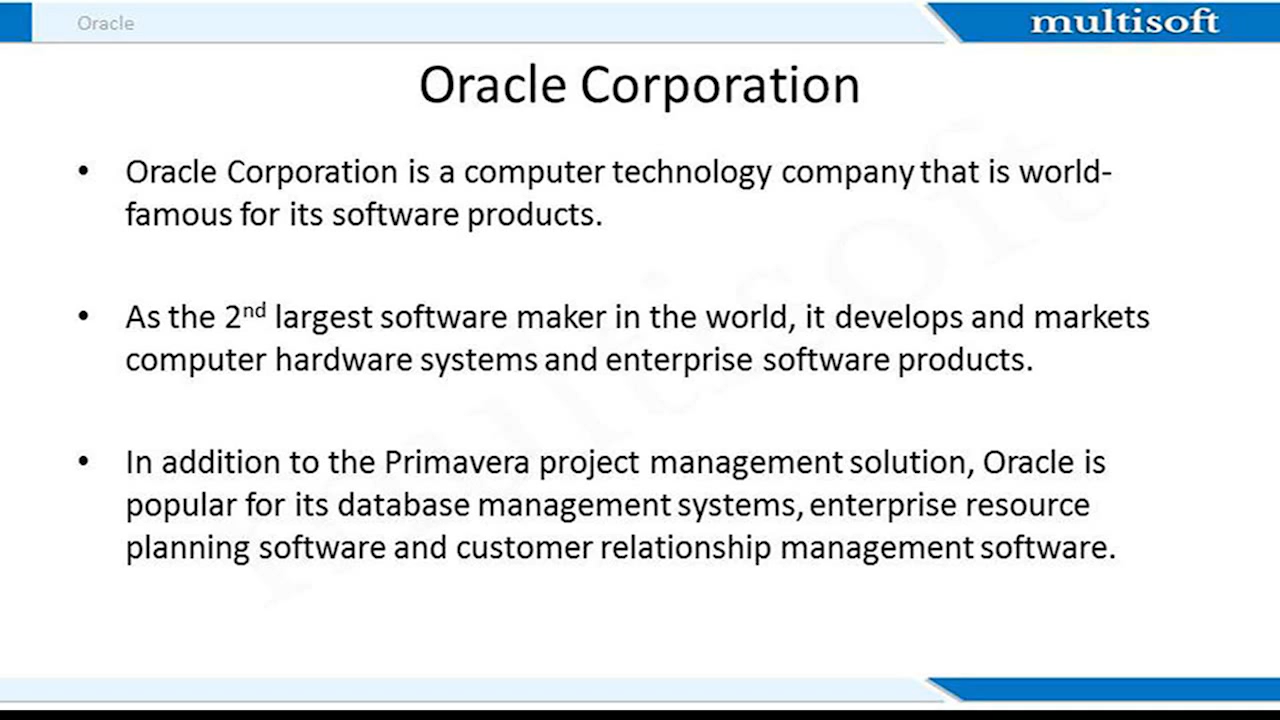 Oracle
multisoft
Oracle Corporation
• Oracle Corporation is a computer technology company that is world-
famous for its software products.
• As the 2nd largest software maker in the world, it develops and markets
computer hardware systems and enterprise software products.
• In addition to the Primavera project management solution, Oracle is
popular for its database management systems, enterprise resource
planning software and customer relationship management software.
multisoft